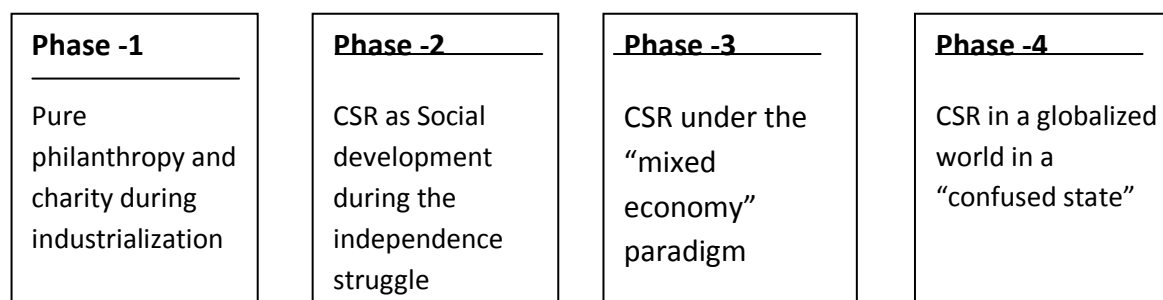 Phase -1
Pure
philanthropy and
charity during
industrialization
Phase -2
CSR as Social
development
during the
independence
struggle
Phase -3
CSR under the
“mixed
economy”
paradigm
Phase -4
CSR in a globalized
world in a
“confused state”